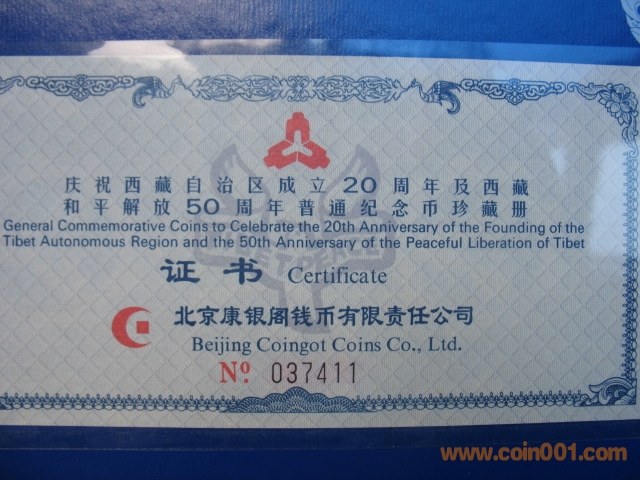 庆祝西藏自治区成立20周年及西藏
和平解放50周年普通纪念币珍藏册
General Commemorative Coins to Celebrate the 20th Anniversary of the Founding of the
Tibet Autonomous Region and the 50th Anniversary of the Peaceful Liberation of Tibet
证书 Certificate
北京康银阁钱币有限责任公司
Beijing Coingot Coins Co., Ltd.
Nº 037411
www.coin001.com